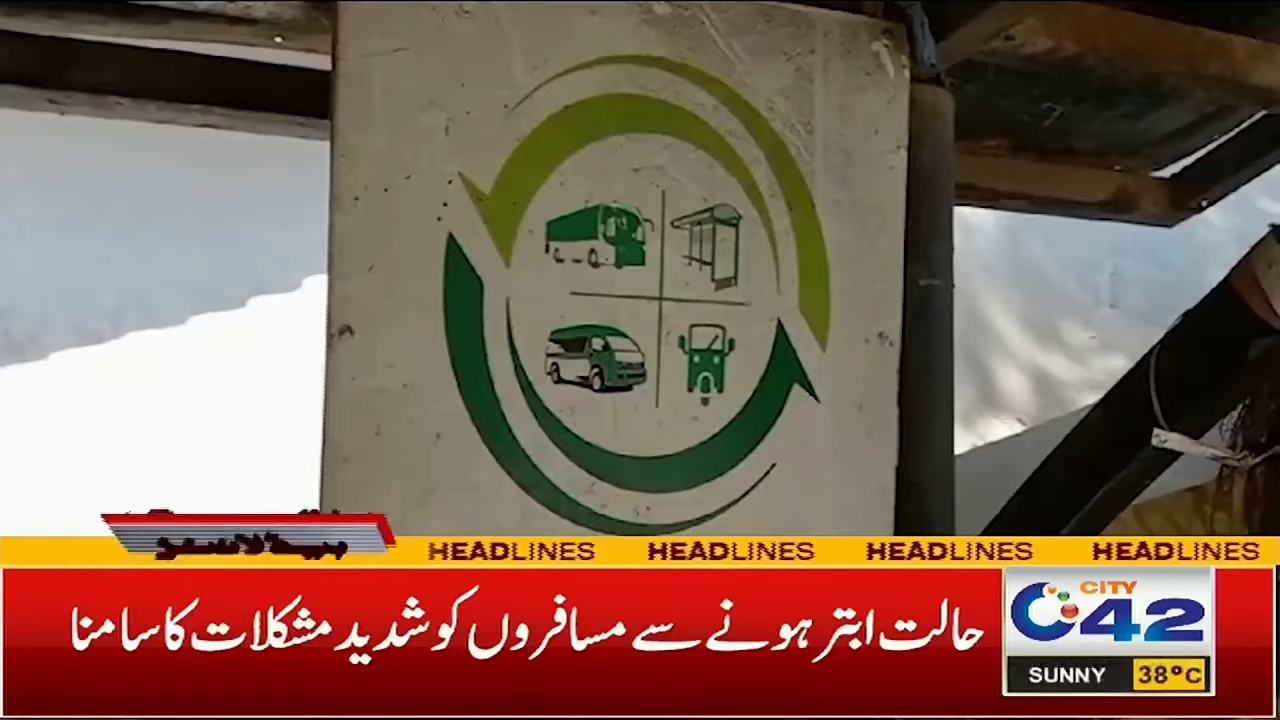 HEADLINES HEADLINES HEADLINES HEADLINES
حالت ابتر ہونے سے مسافروں کو شدید مشکلات کا سامنا
CITY
42
SUNNY 38°C